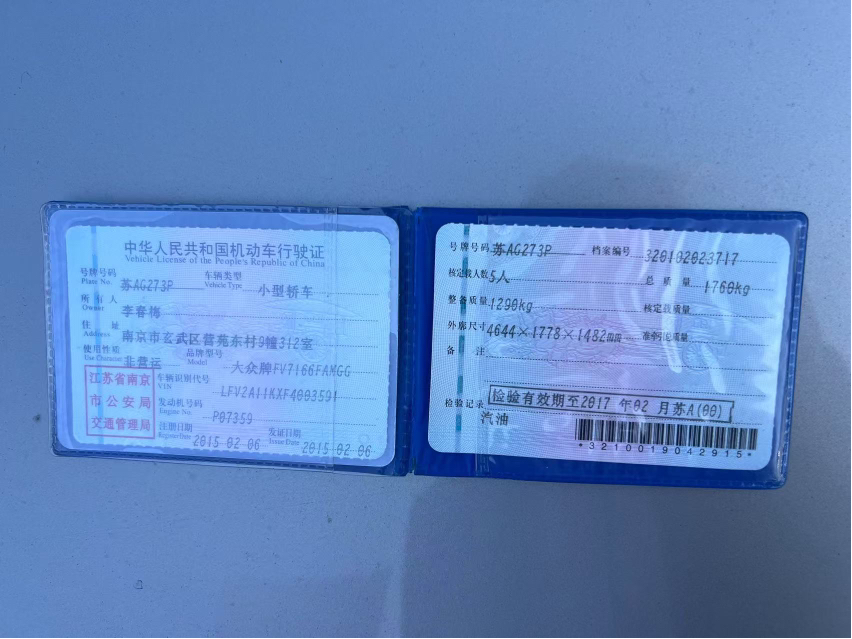 中华人民共和国机动车行驶证
Vehicle License of the People's Republic of China
号牌号码 Plate No. 苏AG273P 车辆类型 Vehicle Type 小型轿车
所有人 Owner 李春梅
住址 Address 南京市玄武区营苑东村9幢312室
使用性质 Use Character 非营运 品牌型号 Model 大众牌FV7166FAMGG
江苏省南京
市公安局
交通管理局
车辆识别代号 VIN LFV2A11KXF4003591
发动机号码 Engine No. P07359
注册日期 Register Date 2015 02 06 发证日期 Issue Date 2015 02 06
号牌号码 苏AG273P 档案编号 320102023717
核定载人数 5人 总质量 1760kg
整备质量 1290kg 核定载质量
外廓尺寸 4644×1778×1482 准牵引总质量
备注
检验记录 检验有效期至2017 年 02 月苏A(00)
汽油
*3210019042915*